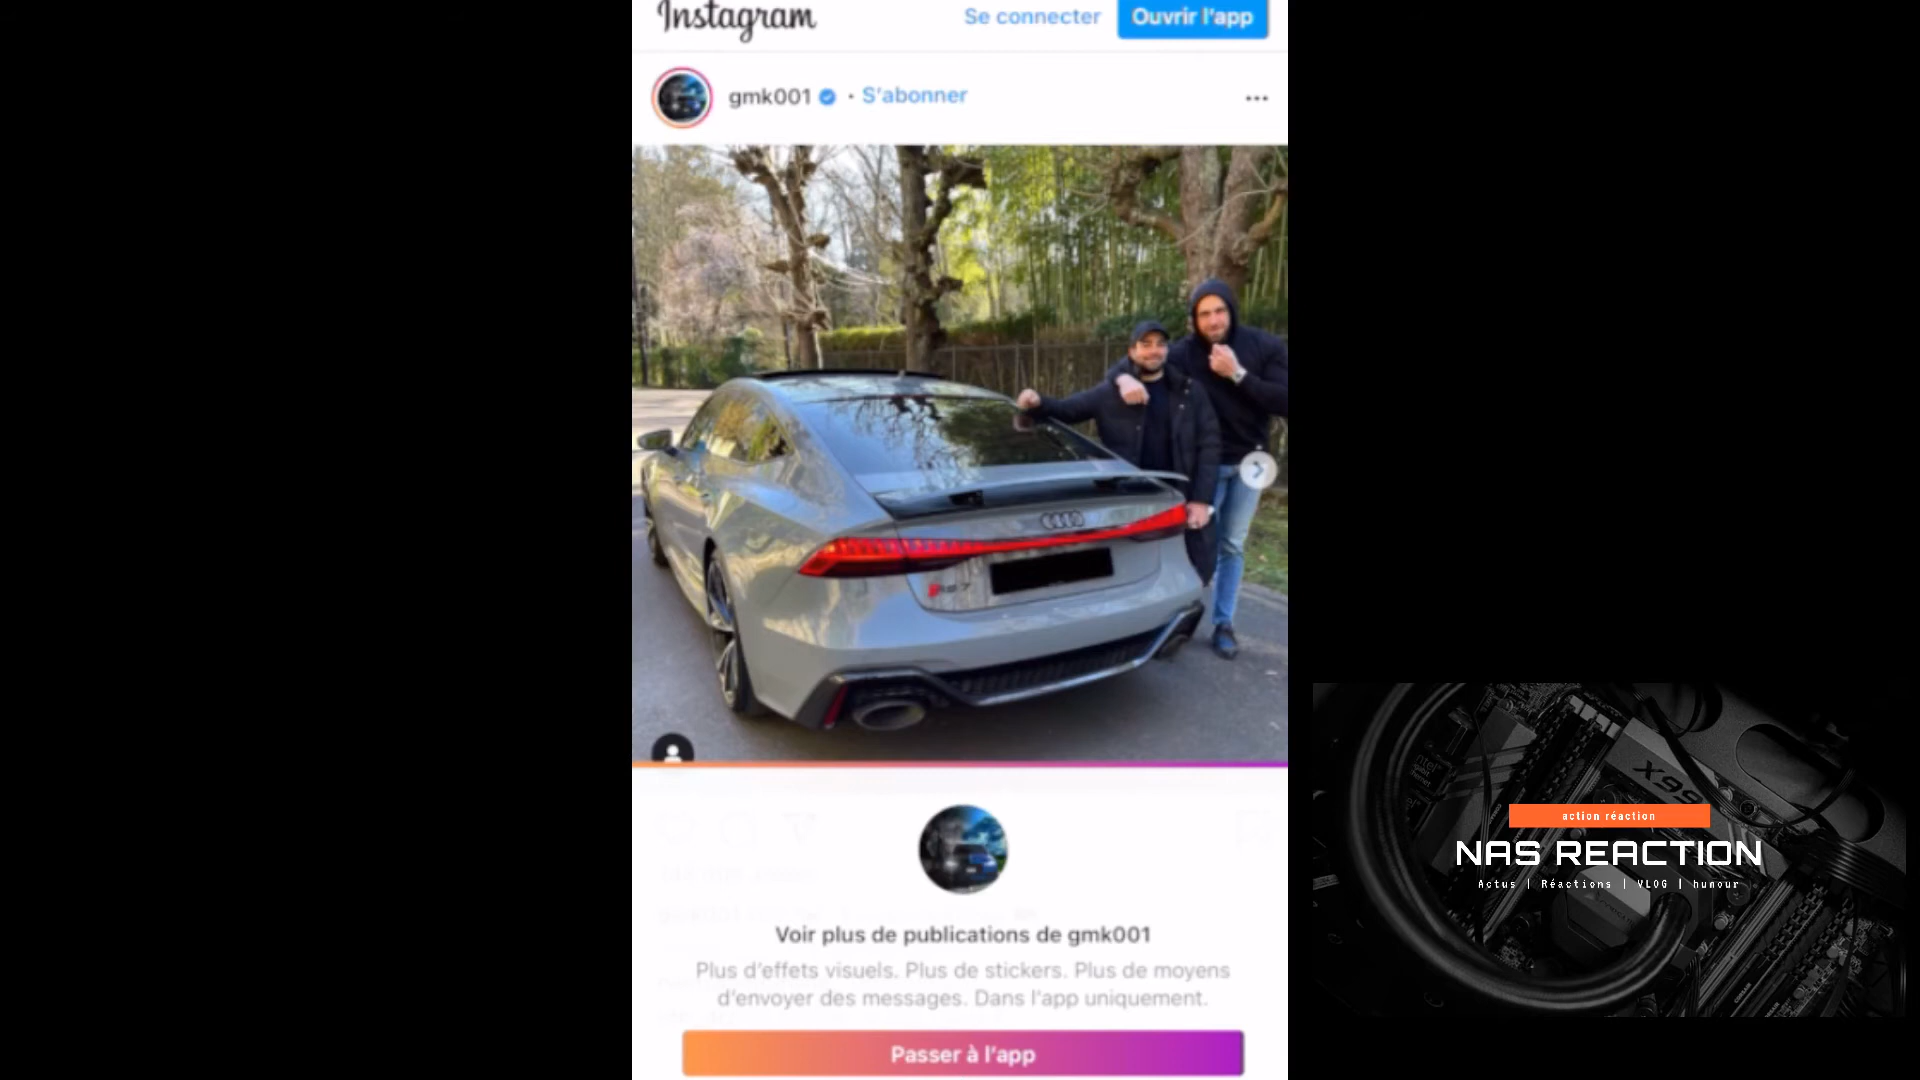 Instagram
Se connecter
Ouvrir l'app
gmk001 • S'abonner
Voir plus de publications de gmk001
Plus d'effets visuels. Plus de stickers. Plus de moyens
d'envoyer des messages. Dans l'app uniquement.
Passer à l'app
X99
action réaction
NAS REACTION
Actus | Réactions | VLOG | humour